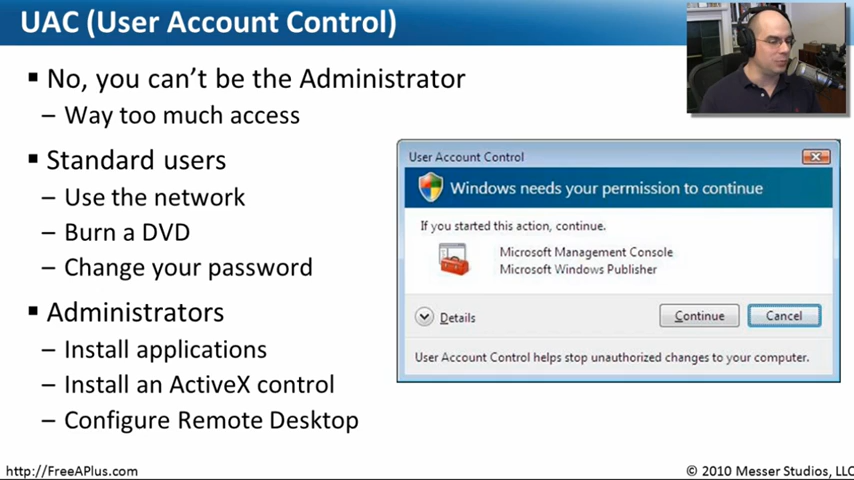 UAC (User Account Control)
▪ No, you can't be the Administrator
– Way too much access
▪ Standard users
– Use the network
– Burn a DVD
– Change your password
▪ Administrators
– Install applications
– Install an ActiveX control
– Configure Remote Desktop
User Account Control
Windows needs your permission to continue
If you started this action, continue.
Microsoft Management Console
Microsoft Windows Publisher
Details
Continue
Cancel
User Account Control helps stop unauthorized changes to your computer.
http://FreeAPlus.com
© 2010 Messer Studios, LLC